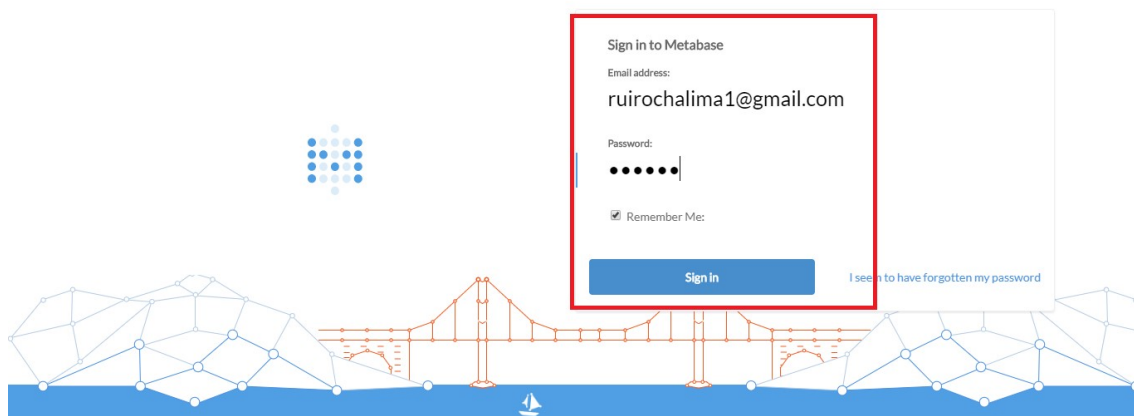 Sign in to Metabase
Email address:
ruirochalima1@gmail.com
Password:
●●●●●●
Remember Me:
Sign in
I seem to have forgotten my password